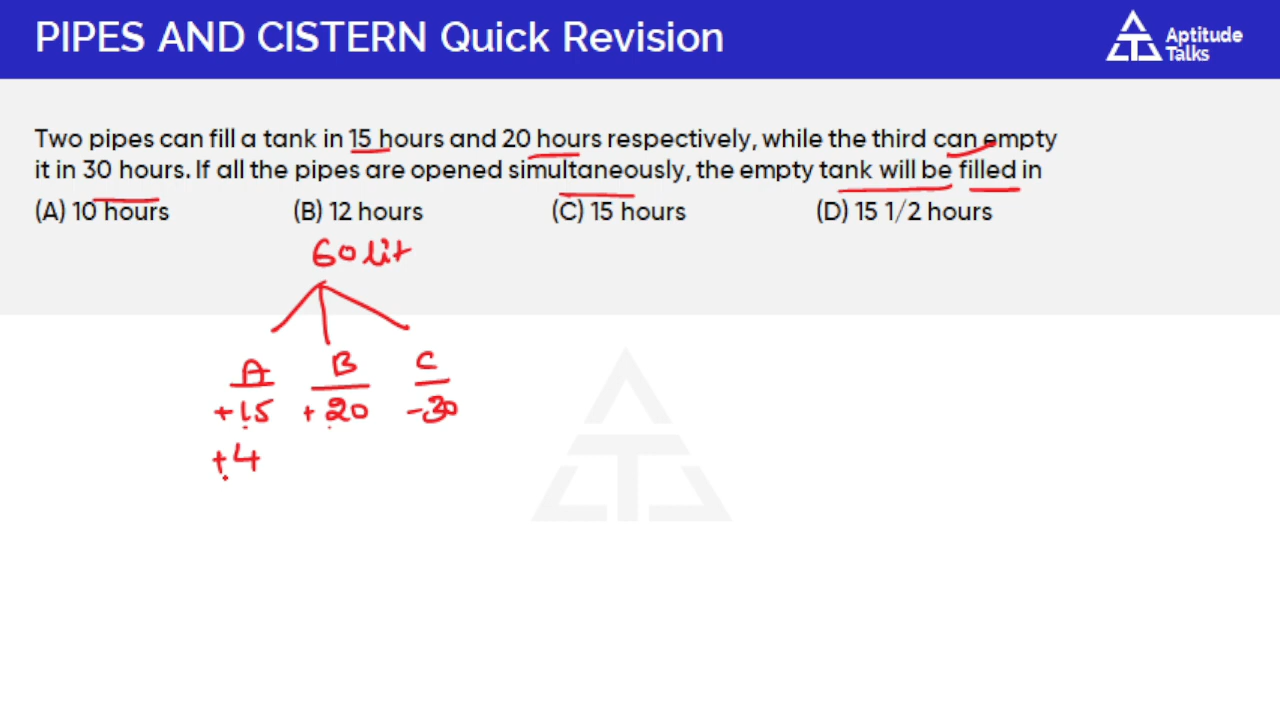 PIPES AND CISTERN Quick Revision
Aptitude
Talks
Two pipes can fill a tank in 15 hours and 20 hours respectively, while the third can empty
it in 30 hours. If all the pipes are opened simultaneously, the empty tank will be filled in
(A) 10 hours (B) 12 hours (C) 15 hours (D) 15 1/2 hours
60 lit
A B C
+15 +20 -30
+4